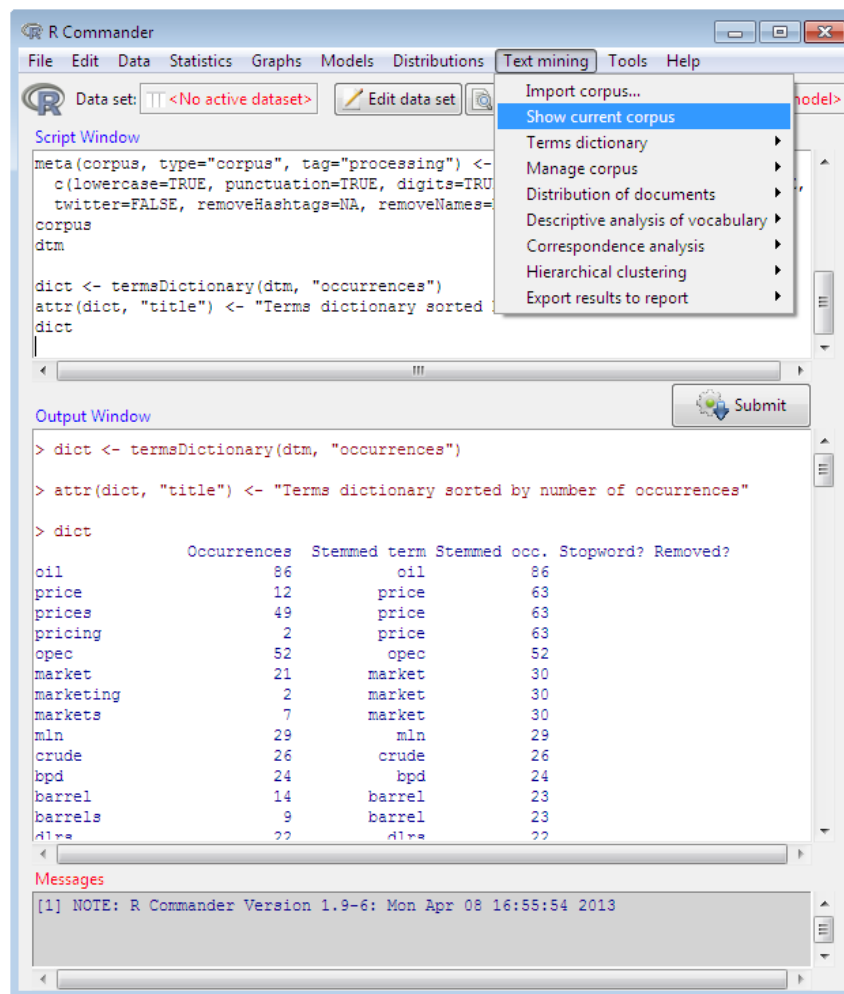 R Commander
File Edit Data Statistics Graphs Models Distributions Text mining Tools Help
Data set: <No active dataset> Edit data set model>
Import corpus...
Show current corpus
Terms dictionary
Manage corpus
Distribution of documents
Descriptive analysis of vocabulary
Correspondence analysis
Hierarchical clustering
Export results to report
Script Window
meta(corpus, type="corpus", tag="processing") <-
c(lowercase=TRUE, punctuation=TRUE, digits=TRU
twitter=FALSE, removeHashtags=NA, removeNames=
corpus
dtm
dict <- termsDictionary(dtm, "occurrences")
attr(dict, "title") <- "Terms dictionary sorted
dict
Submit
Output Window
> dict <- termsDictionary(dtm, "occurrences")
> attr(dict, "title") <- "Terms dictionary sorted by number of occurrences"
> dict
Occurrences Stemmed term Stemmed occ. Stopword? Removed?
oil 86 oil 86
price 12 price 63
prices 49 price 63
pricing 2 price 63
opec 52 opec 52
market 21 market 30
marketing 2 market 30
markets 7 market 30
mln 29 mln 29
crude 26 crude 26
bpd 24 bpd 24
barrel 14 barrel 23
barrels 9 barrel 23
dlrs 22 dlrs 22
Messages
[1] NOTE: R Commander Version 1.9-6: Mon Apr 08 16:55:54 2013